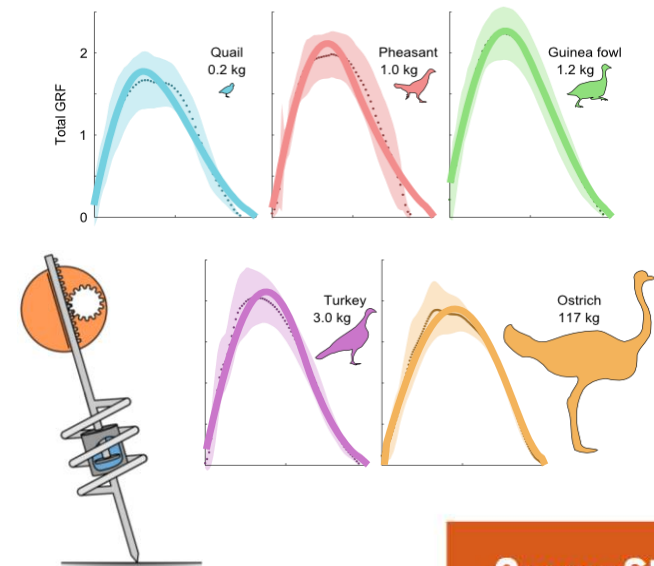 Quail
0.2 kg
Pheasant
1.0 kg
Guinea fowl
1.2 kg
Total GRF
2
1
0
Turkey
3.0 kg
Ostrich
117 kg